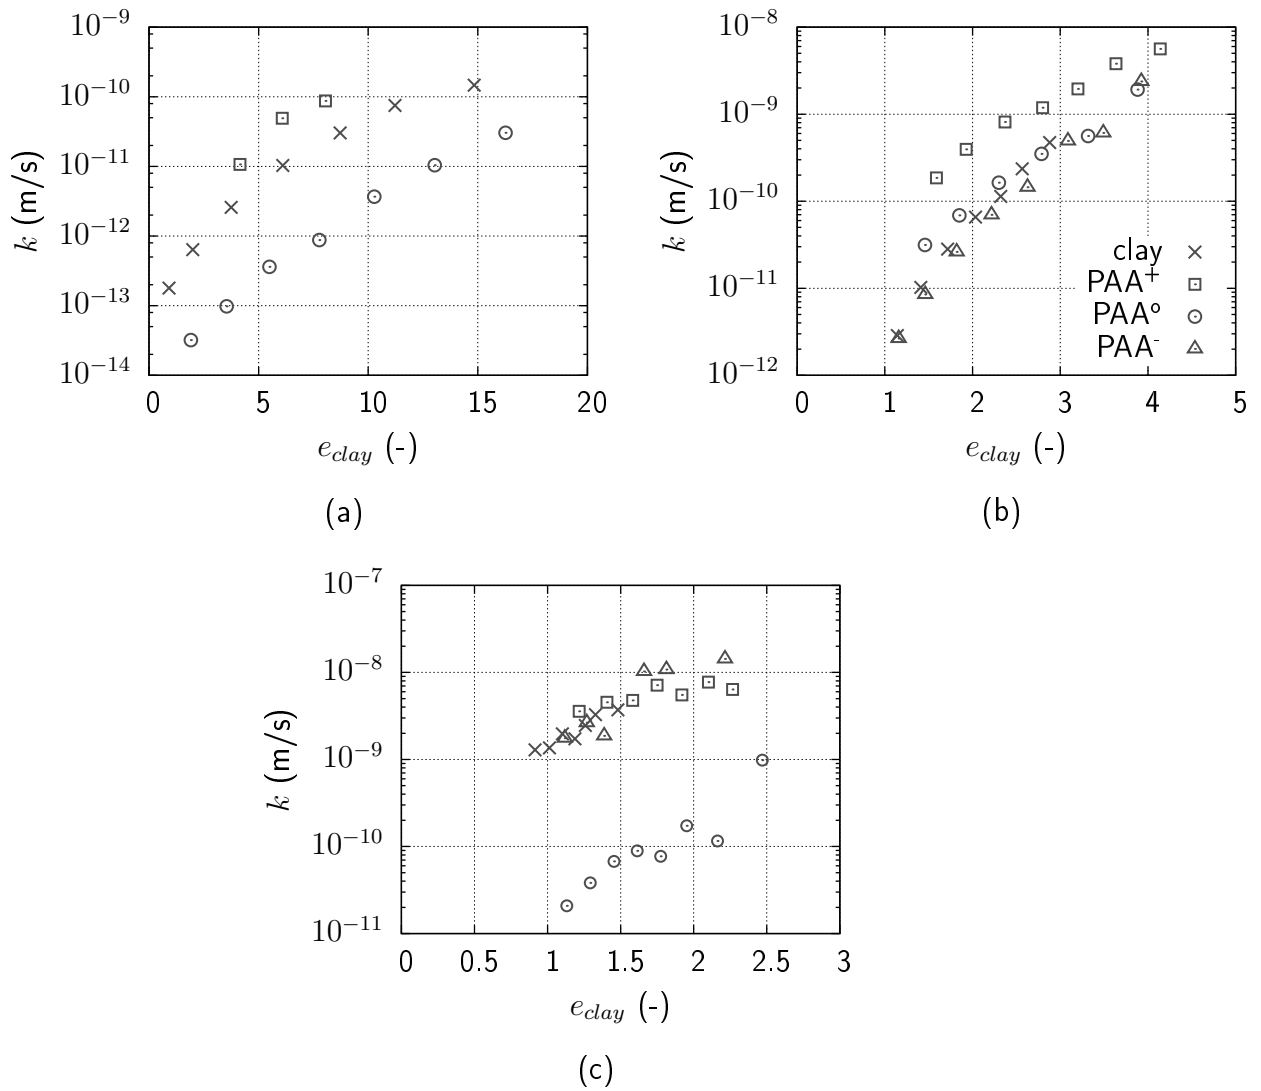 10⁻⁹
10⁻¹⁰
10⁻¹¹
10⁻¹²
10⁻¹³
10⁻¹⁴
k (m/s)
0 5 10 15 20
e_clay (-)
(a)
10⁻⁸
10⁻⁹
10⁻¹⁰
10⁻¹¹
10⁻¹²
k (m/s)
clay
PAA⁺
PAAº
PAA⁻
0 1 2 3 4 5
e_clay (-)
(b)
10⁻⁷
10⁻⁸
10⁻⁹
10⁻¹⁰
10⁻¹¹
k (m/s)
0 0.5 1 1.5 2 2.5 3
e_clay (-)
(c)